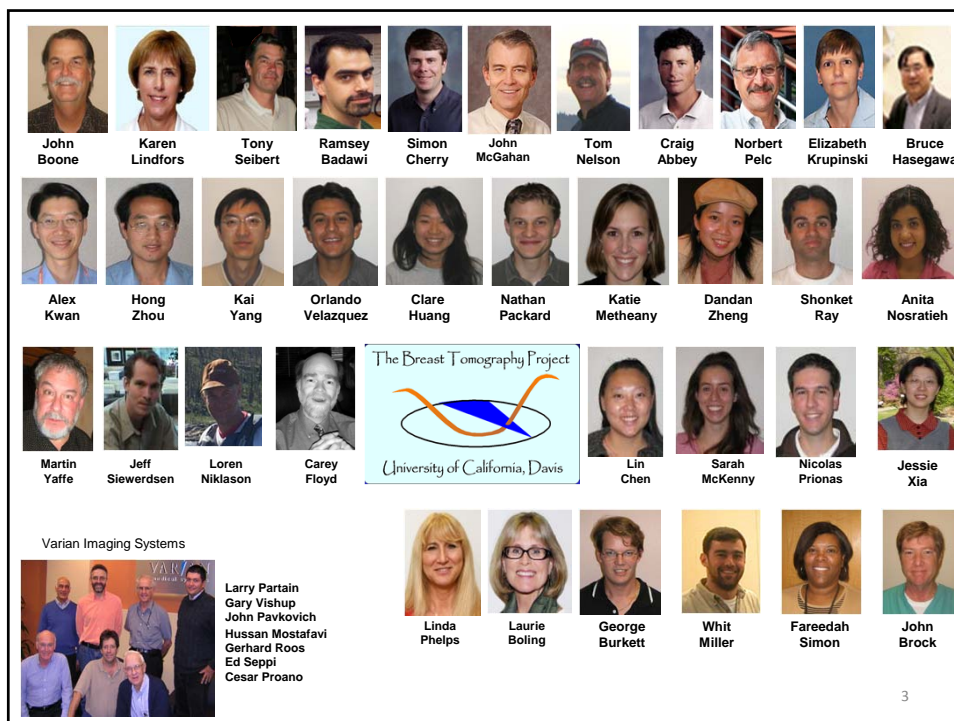 John Boone
Karen Lindfors
Tony Seibert
Ramsey Badawi
Simon Cherry
John McGahan
Tom Nelson
Craig Abbey
Norbert Pelc
Elizabeth Krupinski
Bruce Hasegawa
Alex Kwan
Hong Zhou
Kai Yang
Orlando Velazquez
Clare Huang
Nathan Packard
Katie Metheany
Dandan Zheng
Shonket Ray
Anita Nosratieh
Martin Yaffe
Jeff Siewerdsen
Loren Niklason
Carey Floyd
The Breast Tomography Project
University of California, Davis
Lin Chen
Sarah McKenny
Nicolas Prionas
Jessie Xia
Varian Imaging Systems
VARIAN
medical systems
Larry Partain
Gary Vishup
John Pavkovich
Hussan Mostafavi
Gerhard Roos
Ed Seppi
Cesar Proano
Linda Phelps
Laurie Boling
George Burkett
Whit Miller
Fareedah Simon
John Brock
3